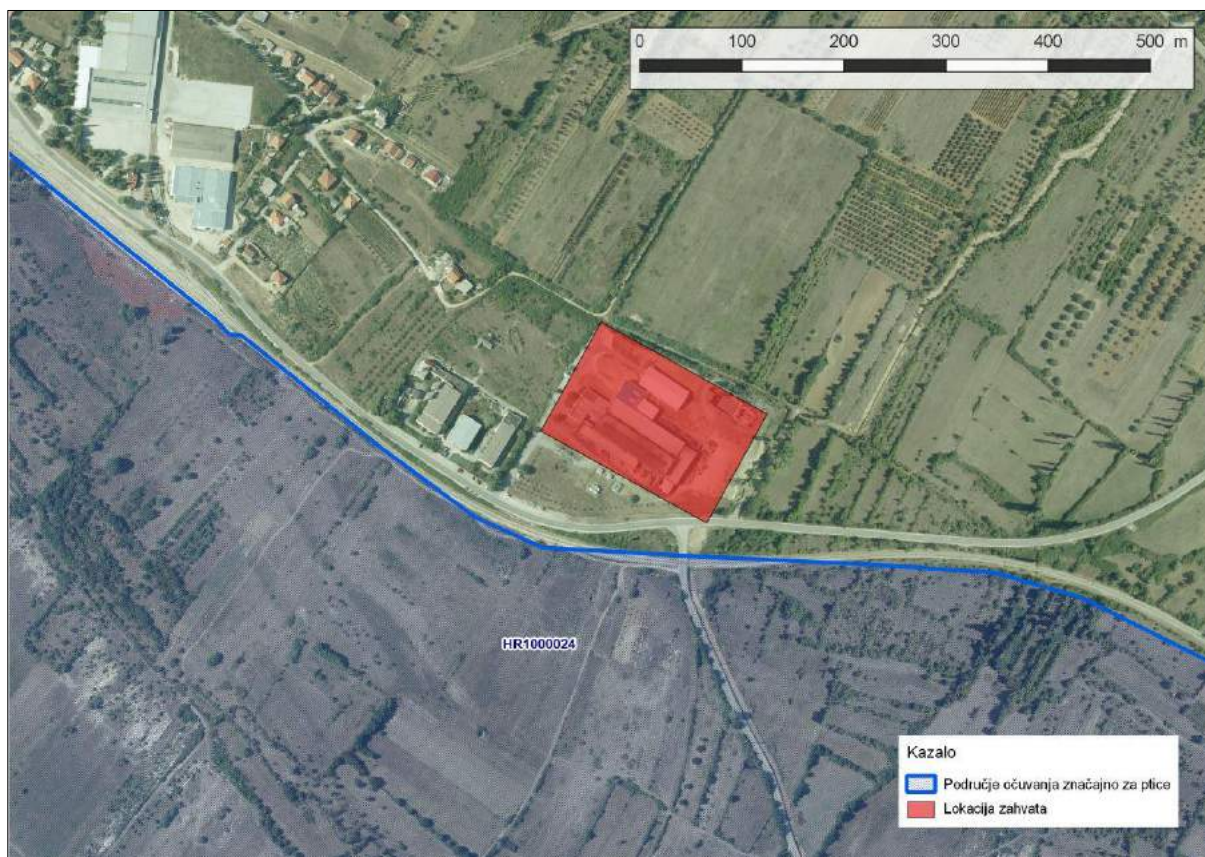 0 100 200 300 400 500 m
HR1000024
Kazalo
Područje očuvanja značajno za ptice
Lokacija zahvata